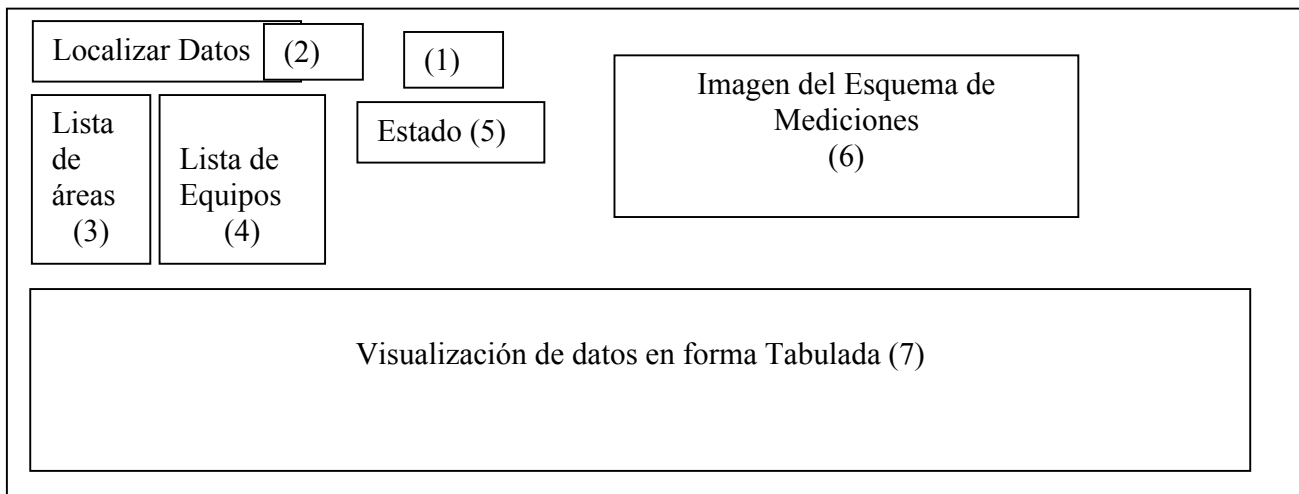 Localizar Datos (2)
(1)
Lista
de
áreas
(3)
Lista de
Equipos
(4)
Estado (5)
Imagen del Esquema de
Mediciones
(6)
Visualización de datos en forma Tabulada (7)